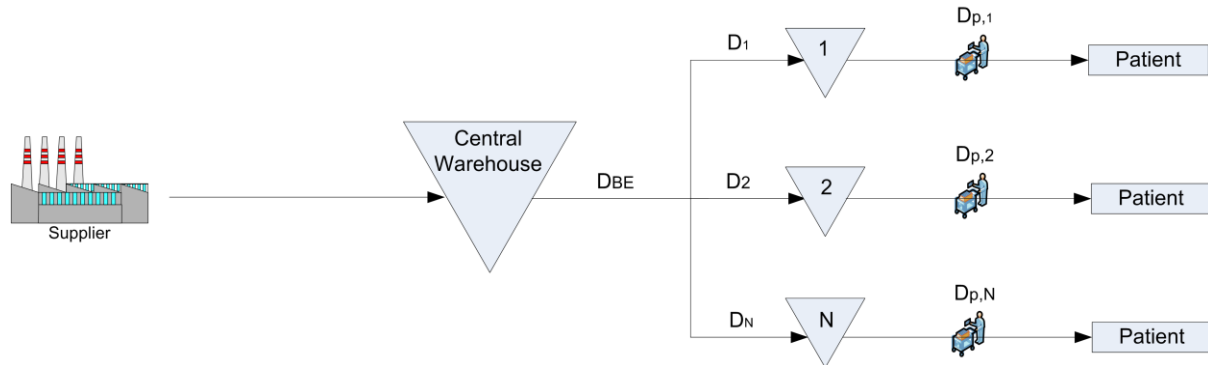 Dp,1
D1
1
Patient
Central
Warehouse
Dp,2
DBE
D2
2
Patient
Supplier
Dp,N
DN
N
Patient